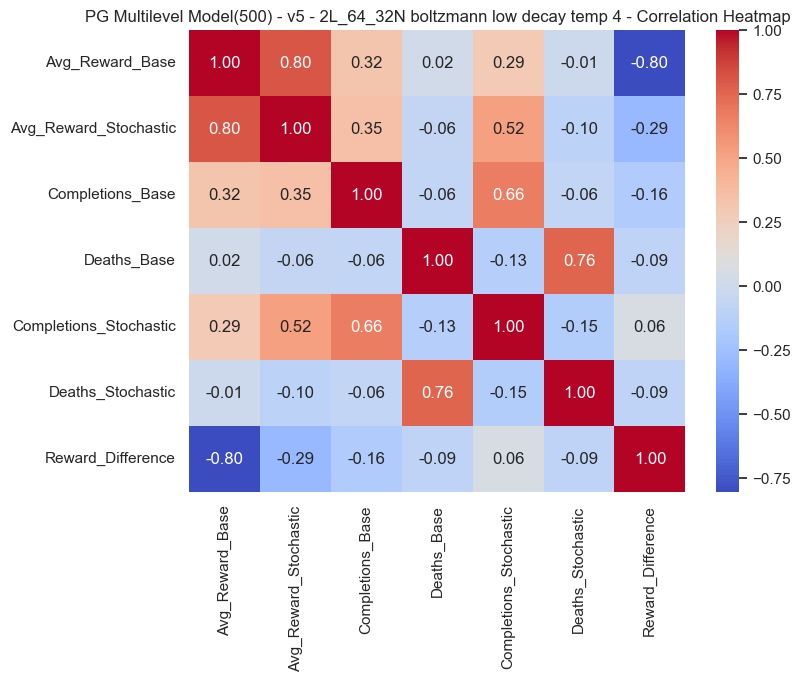 PG Multilevel Model(500) - v5 - 2L_64_32N boltzmann low decay temp 4 - Correlation Heatmap
Avg_Reward_Base 1.00 0.80 0.32 0.02 0.29 -0.01 -0.80
Avg_Reward_Stochastic 0.80 1.00 0.35 -0.06 0.52 -0.10 -0.29
Completions_Base 0.32 0.35 1.00 -0.06 0.66 -0.06 -0.16
Deaths_Base 0.02 -0.06 -0.06 1.00 -0.13 0.76 -0.09
Completions_Stochastic 0.29 0.52 0.66 -0.13 1.00 -0.15 0.06
Deaths_Stochastic -0.01 -0.10 -0.06 0.76 -0.15 1.00 -0.09
Reward_Difference -0.80 -0.29 -0.16 -0.09 0.06 -0.09 1.00
Avg_Reward_Base
Avg_Reward_Stochastic
Completions_Base
Deaths_Base
Completions_Stochastic
Deaths_Stochastic
Reward_Difference
1.00
0.75
0.50
0.25
0.00
−0.25
−0.50
−0.75